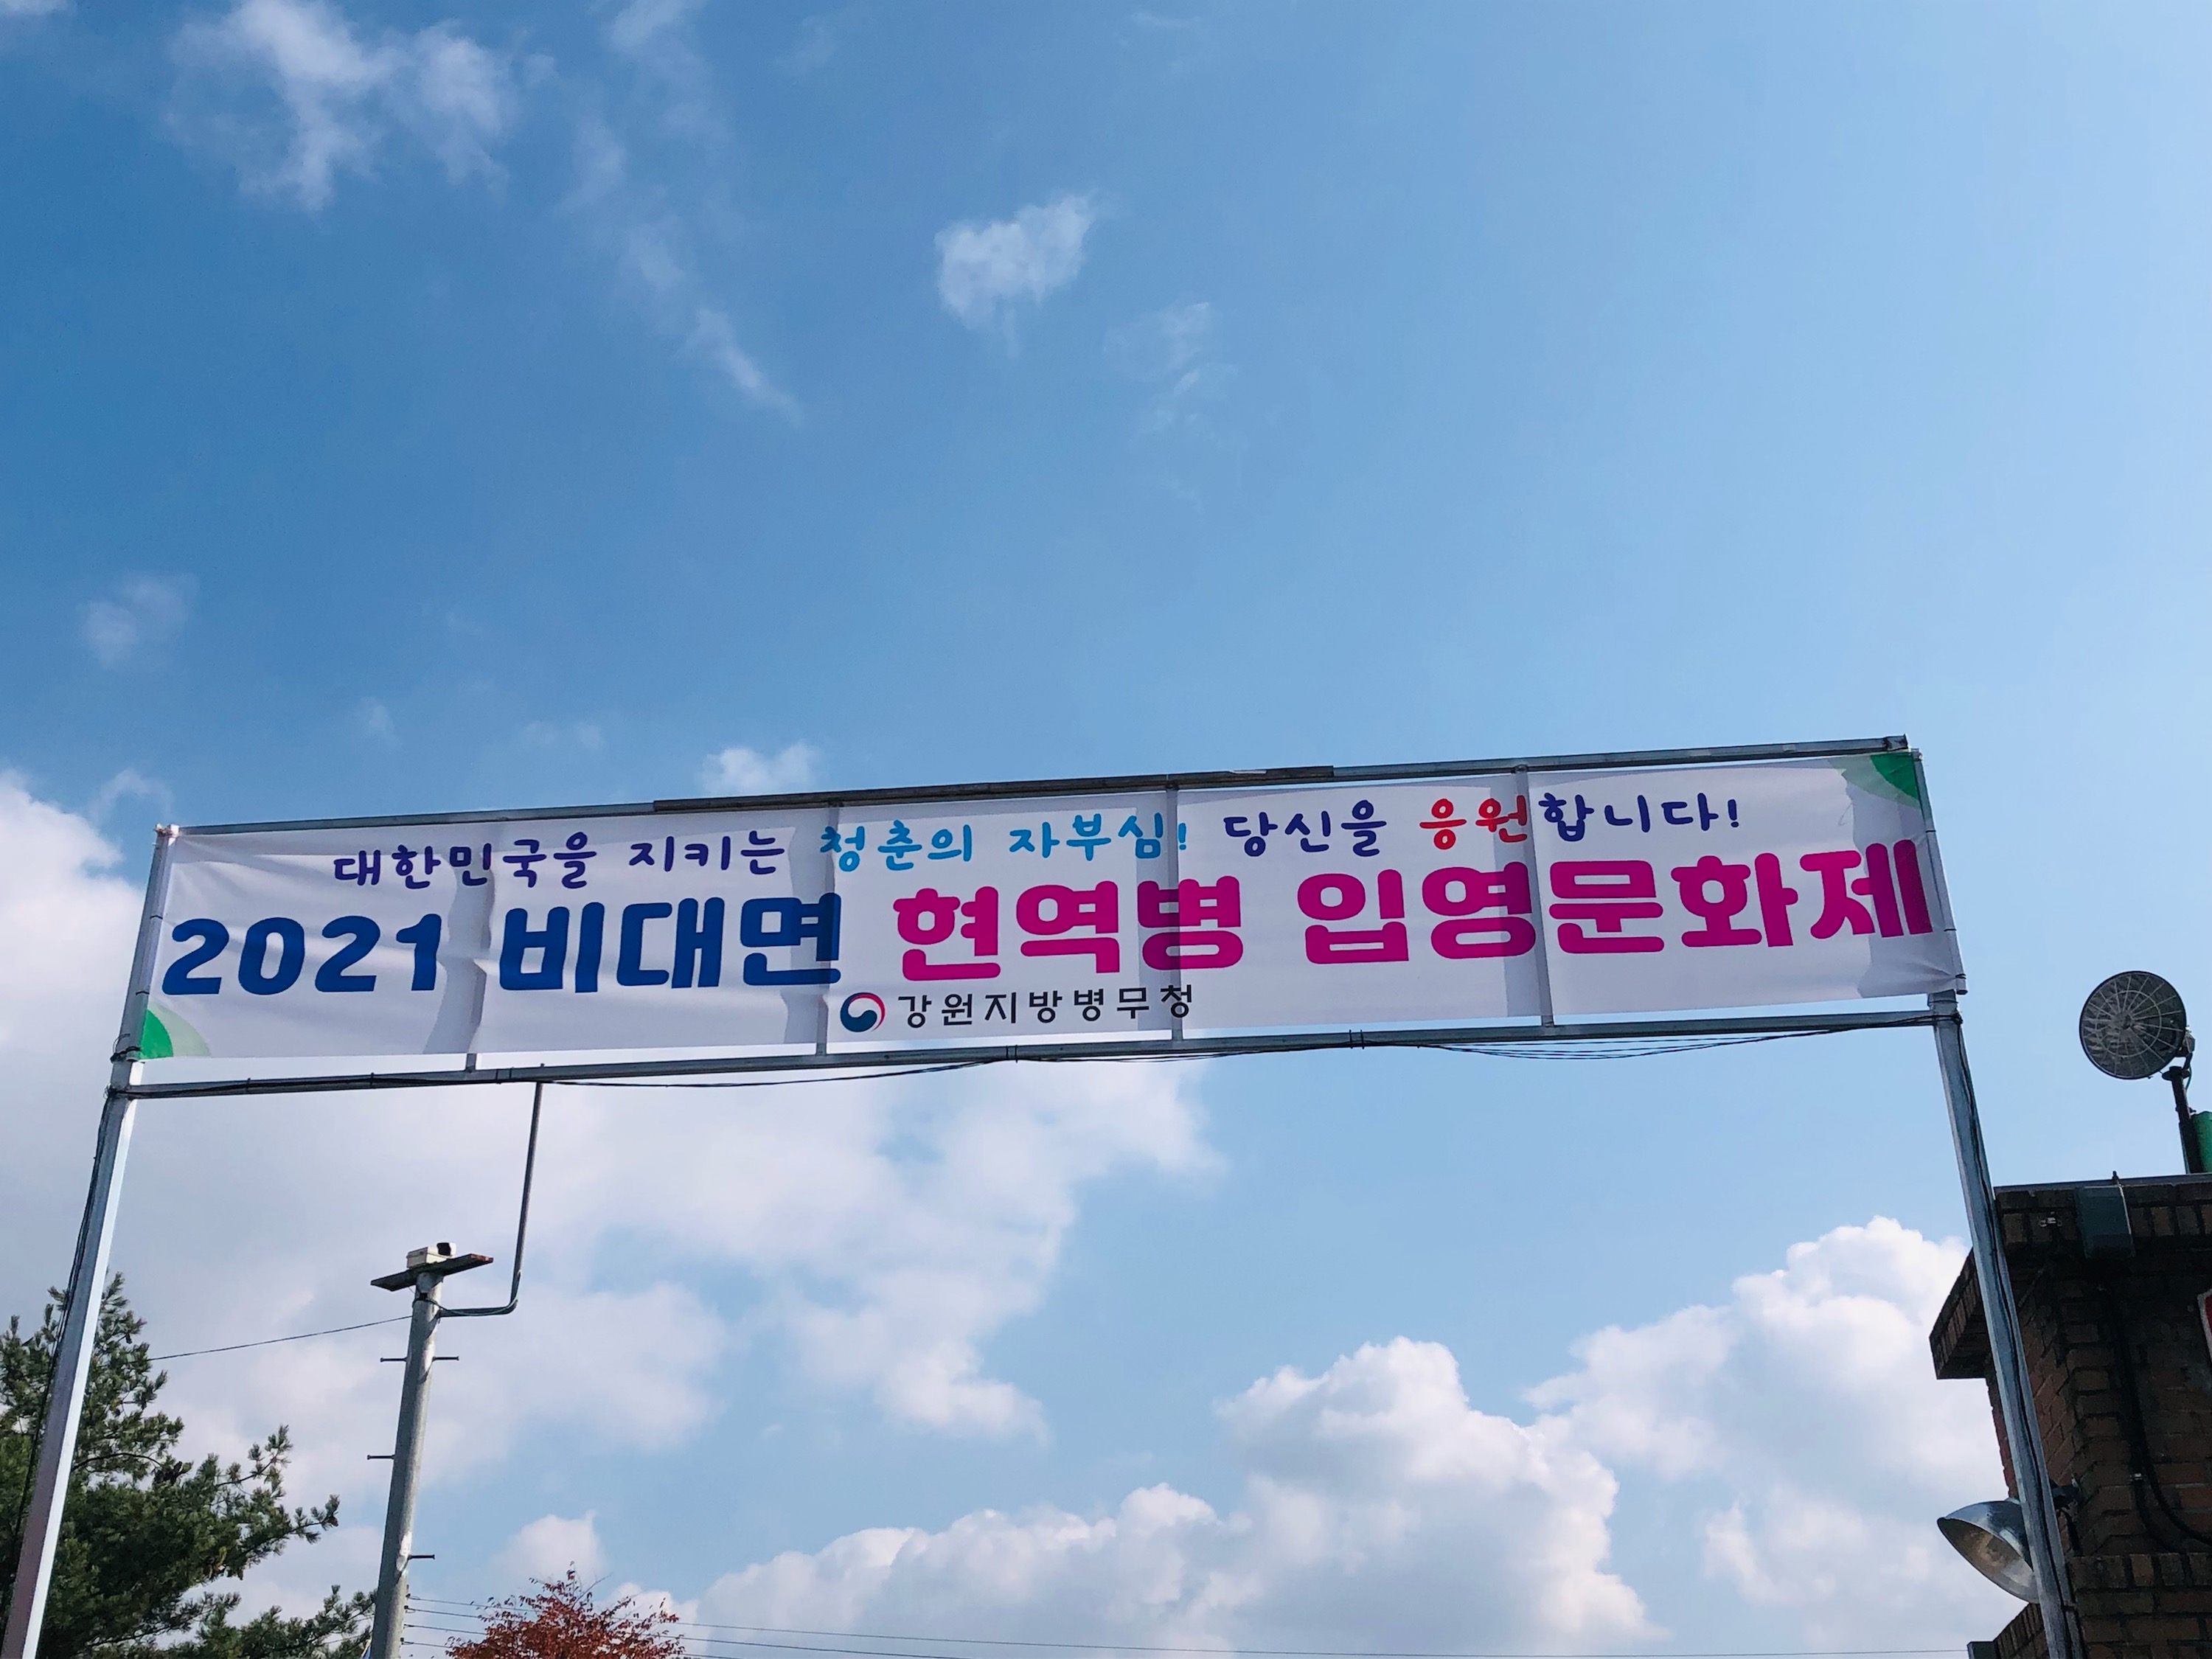 대한민국을 지키는 청춘의 자부심! 당신을 응원합니다!
2021 비대면 현역병 입영문화제
강원지방병무청